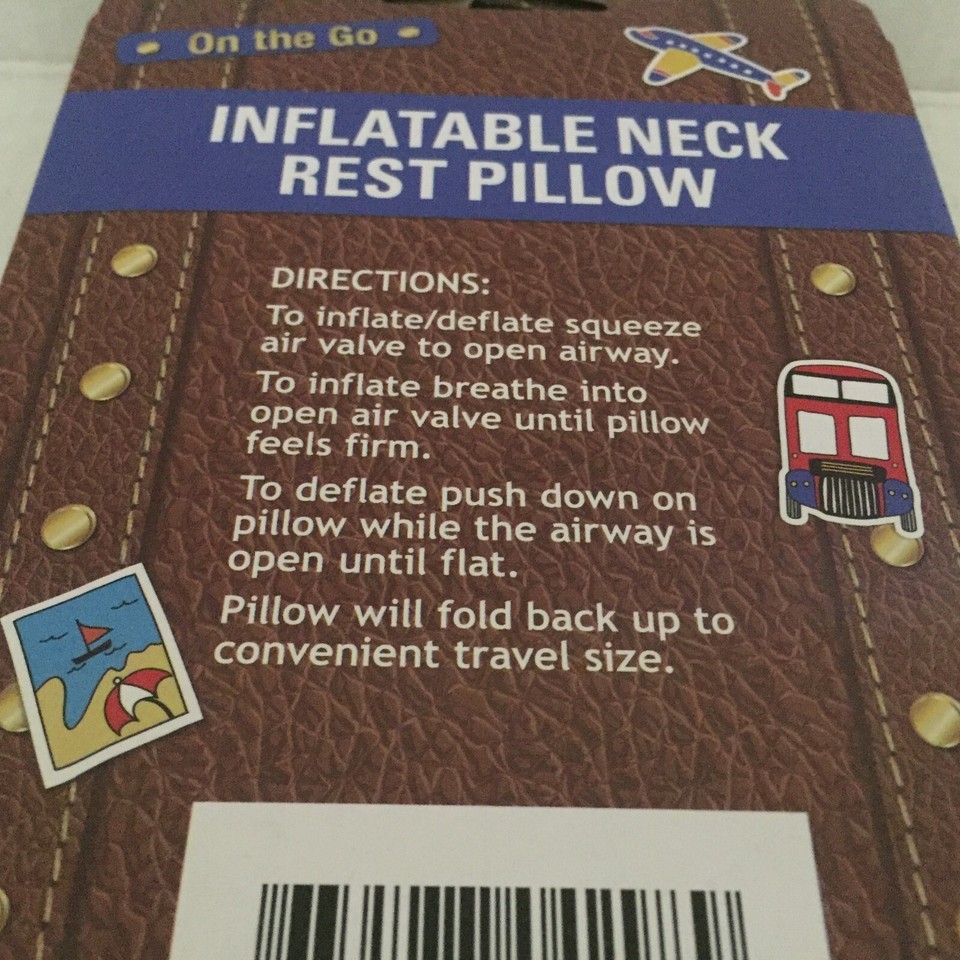 On the Go
INFLATABLE NECK
REST PILLOW
DIRECTIONS:
To inflate/deflate squeeze
air valve to open airway.
To inflate breathe into
open air valve until pillow
feels firm.
To deflate push down on
pillow while the airway is
open until flat.
Pillow will fold back up to
convenient travel size.